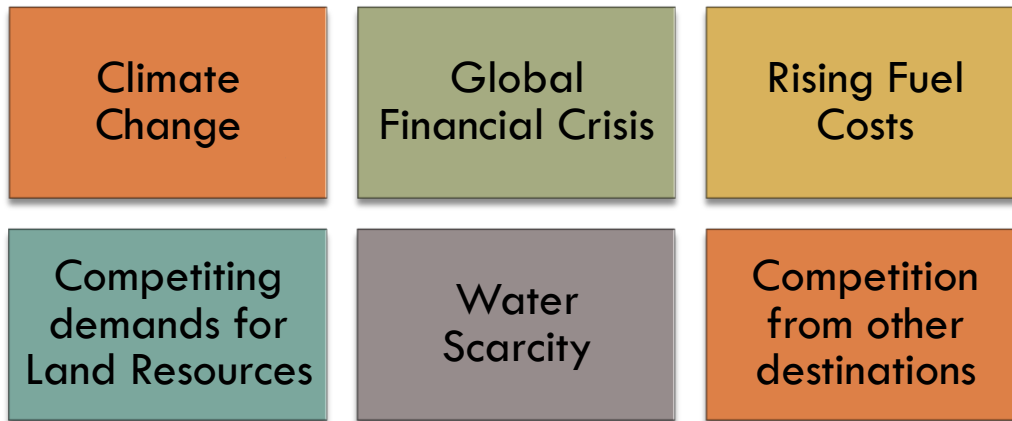 Climate
Change
Global
Financial Crisis
Rising Fuel
Costs
Competiting
demands for
Land Resources
Water
Scarcity
Competition
from other
destinations